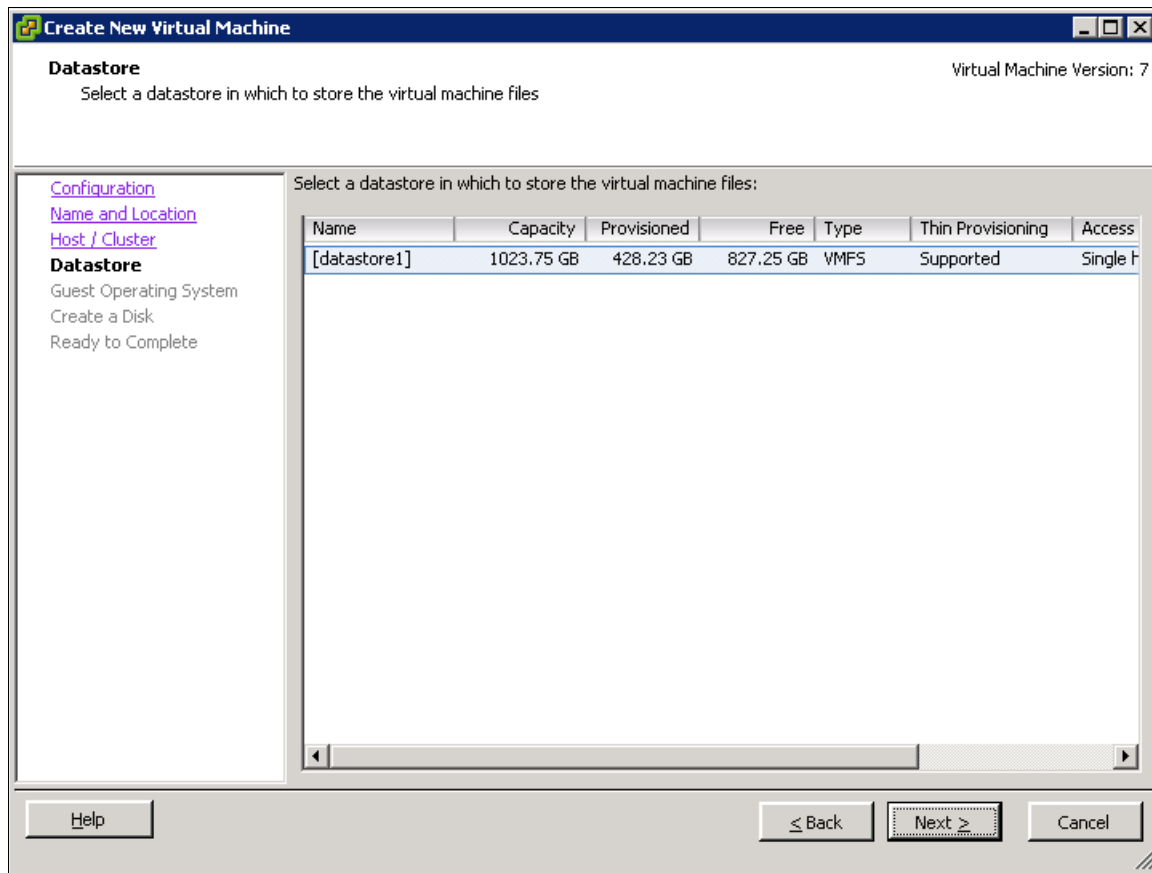 Create New Virtual Machine
Datastore
Virtual Machine Version: 7
Select a datastore in which to store the virtual machine files
Configuration
Name and Location
Host / Cluster
Datastore
Guest Operating System
Create a Disk
Ready to Complete
Select a datastore in which to store the virtual machine files:
Name Capacity Provisioned Free Type Thin Provisioning Access
[datastore1] 1023.75 GB 428.23 GB 827.25 GB VMFS Supported Single
Help
< Back
Next >
Cancel